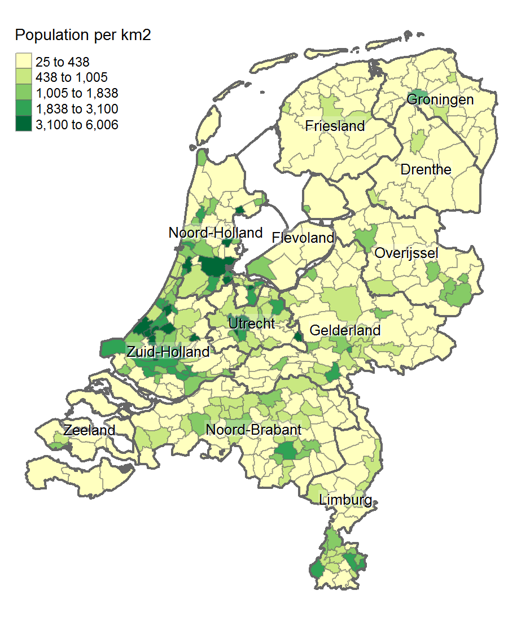 Population per km2
25 to 438
438 to 1,005
1,005 to 1,838
1,838 to 3,100
3,100 to 6,006
Groningen
Friesland
Drenthe
Noord-Holland
Flevoland
Overijssel
Utrecht
Gelderland
Zuid-Holland
Zeeland
Noord-Brabant
Limburg